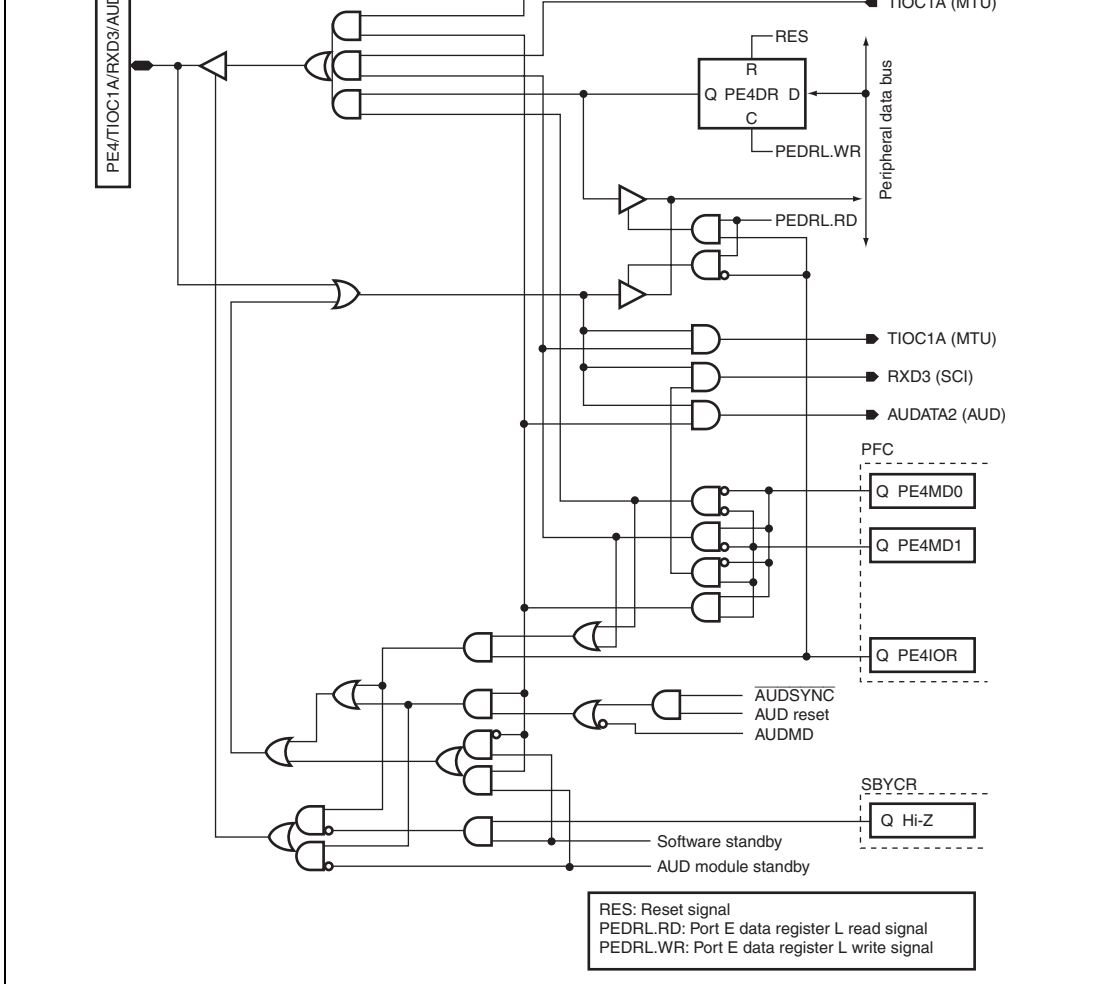 TIOC1A (MTU)
PE4/TIOC1A/RXD3/AUD
RES
R
Q PE4DR D
C
PEDRL.WR
Peripheral data bus
PEDRL.RD
TIOC1A (MTU)
RXD3 (SCI)
AUDATA2 (AUD)
PFC
Q PE4MD0
Q PE4MD1
Q PE4IOR
AUDSYNC
AUD reset
AUDMD
SBYCR
Q Hi-Z
Software standby
AUD module standby
RES: Reset signal
PEDRL.RD: Port E data register L read signal
PEDRL.WR: Port E data register L write signal